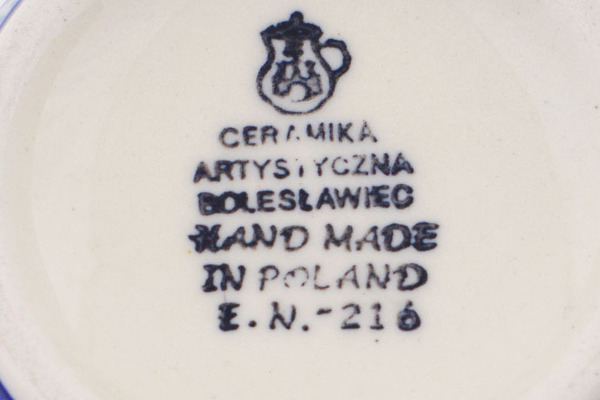 CERAMIKA
ARTYSTYCZNA
BOLESŁAWIEC
HAND MADE
IN POLAND
E.N.-216